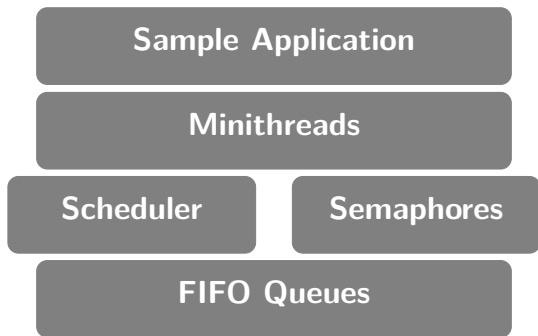 Sample Application
Minithreads
Scheduler
Semaphores
FIFO Queues